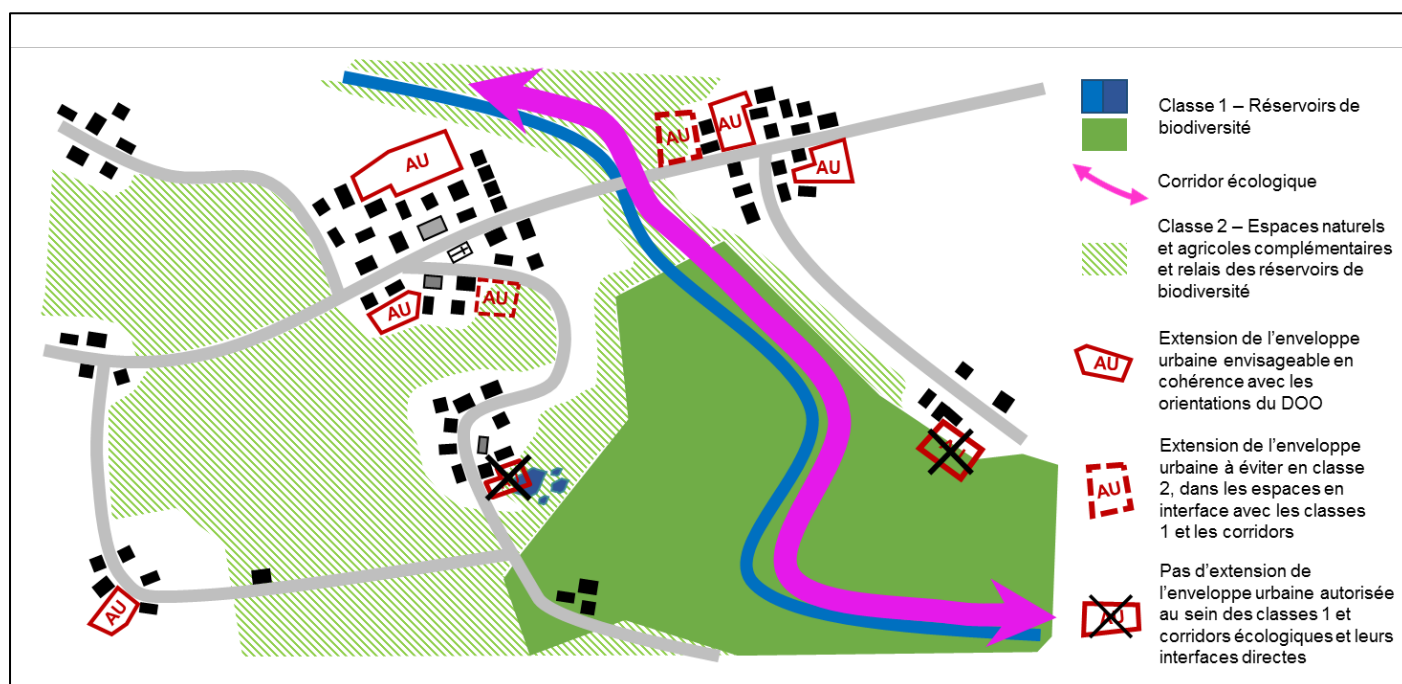 AU
AU
AU
AU
AU
AU
AU
AU
AU
Classe 1 – Réservoirs de
biodiversité
Corridor écologique
Classe 2 – Espaces naturels
et agricoles complémentaires
et relais des réservoirs de
biodiversité
Extension de l’enveloppe
urbaine envisageable en
cohérence avec les
orientations du DOO
AU
Extension de l’enveloppe
urbaine à éviter en classe
2, dans les espaces en
interface avec les classes
1 et les corridors
AU
Pas d’extension de
l’enveloppe urbaine autorisée
au sein des classes 1 et
corridors écologiques et leurs
interfaces directes
AU